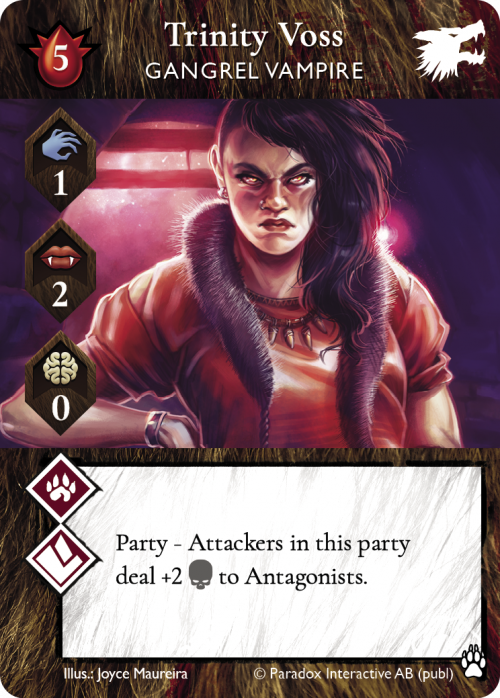 5
Trinity Voss
GANGREL VAMPIRE
1
2
0
Party - Attackers in this party
deal +2 to Antagonists.
Illus.: Joyce Maureira
© Paradox Interactive AB (publ)